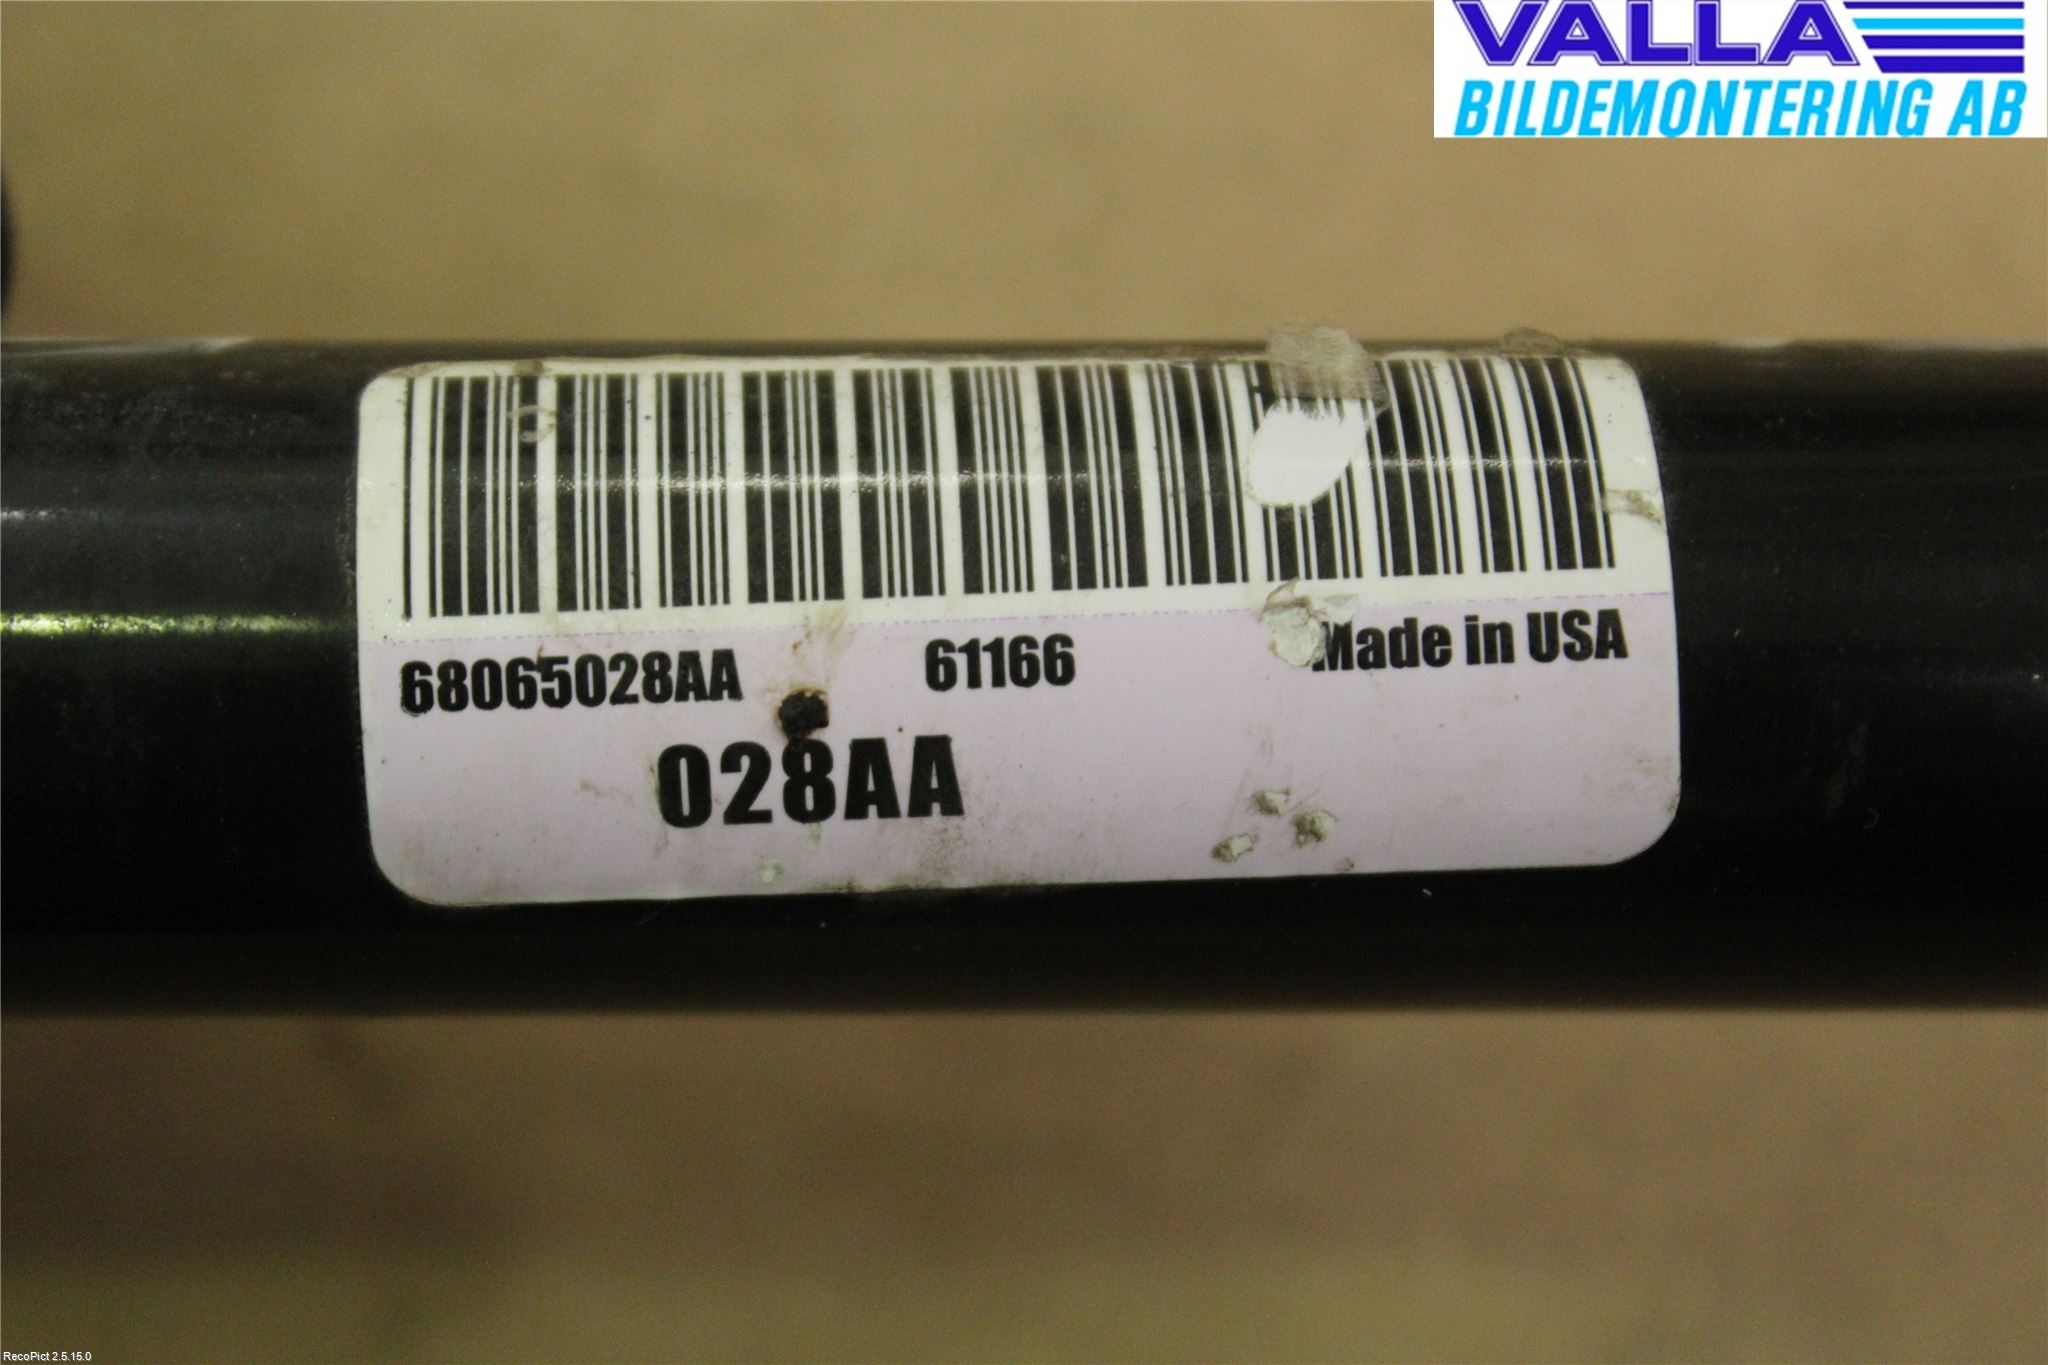 VALLA
BILDEMONTERING AB
68065028AA 61166 Made in USA
028AA
RecoPict 2.5.15.0